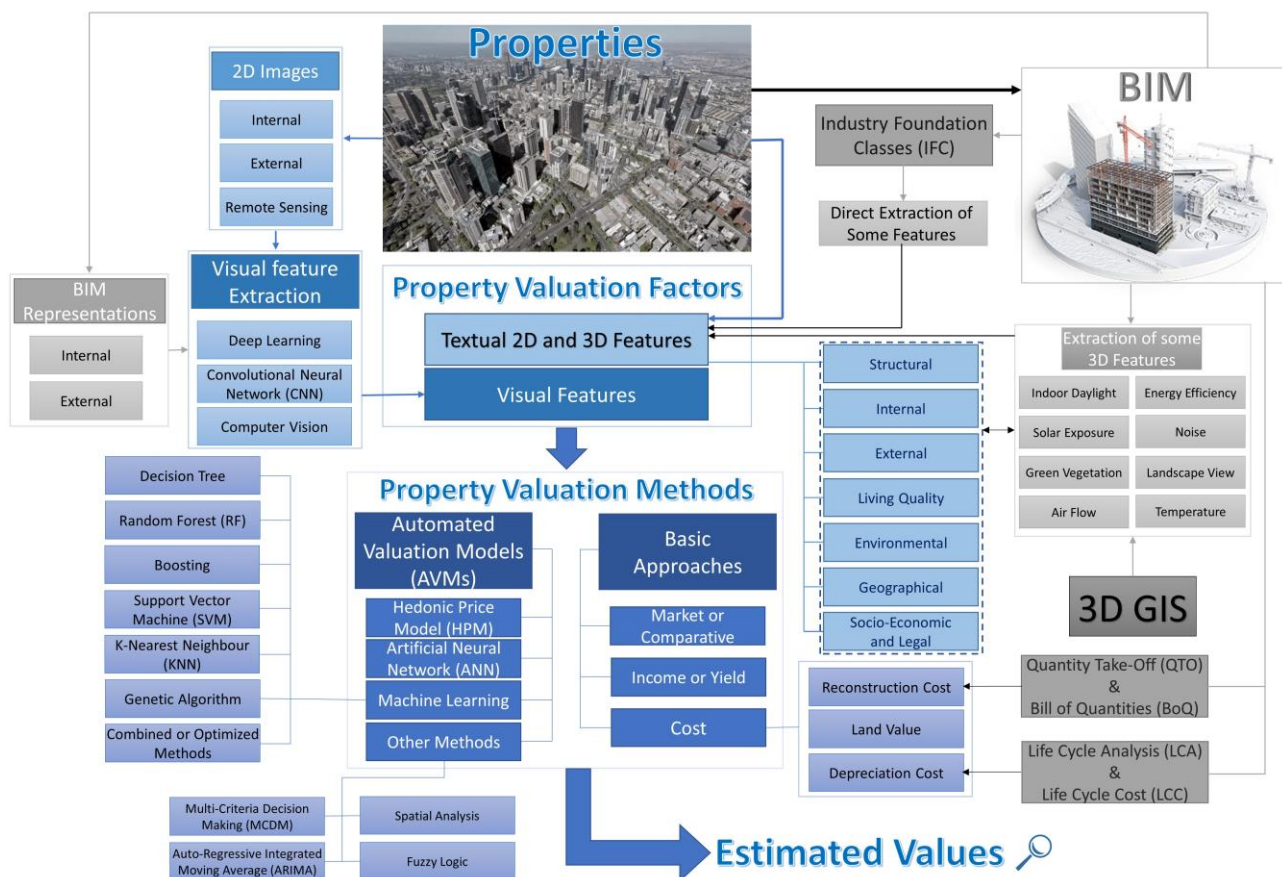 Properties
2D Images
Internal
External
Remote Sensing
BIM
Industry Foundation
Classes (IFC)
Direct Extraction of
Some Features
BIM
Representations
Internal
External
Visual feature
Extraction
Deep Learning
Convolutional Neural
Network (CNN)
Computer Vision
Property Valuation Factors
Textual 2D and 3D Features
Visual Features
Structural
Internal
External
Living Quality
Environmental
Geographical
Socio-Economic
and Legal
Extraction of some
3D Features
Indoor Daylight
Energy Efficiency
Solar Exposure
Noise
Green Vegetation
Landscape View
Air Flow
Temperature
3D GIS
Decision Tree
Random Forest (RF)
Boosting
Support Vector
Machine (SVM)
K-Nearest Neighbour
(KNN)
Genetic Algorithm
Combined or Optimized
Methods
Property Valuation Methods
Automated
Valuation Models
(AVMs)
Hedonic Price
Model (HPM)
Artificial Neural
Network (ANN)
Machine Learning
Other Methods
Basic
Approaches
Market or
Comparative
Income or Yield
Cost
Reconstruction Cost
Land Value
Depreciation Cost
Quantity Take-Off (QTO)
&
Bill of Quantities (BoQ)
Life Cycle Analysis (LCA)
&
Life Cycle Cost (LCC)
Multi-Criteria Decision
Making (MCDM)
Spatial Analysis
Auto-Regressive Integrated
Moving Average (ARIMA)
Fuzzy Logic
Estimated Values